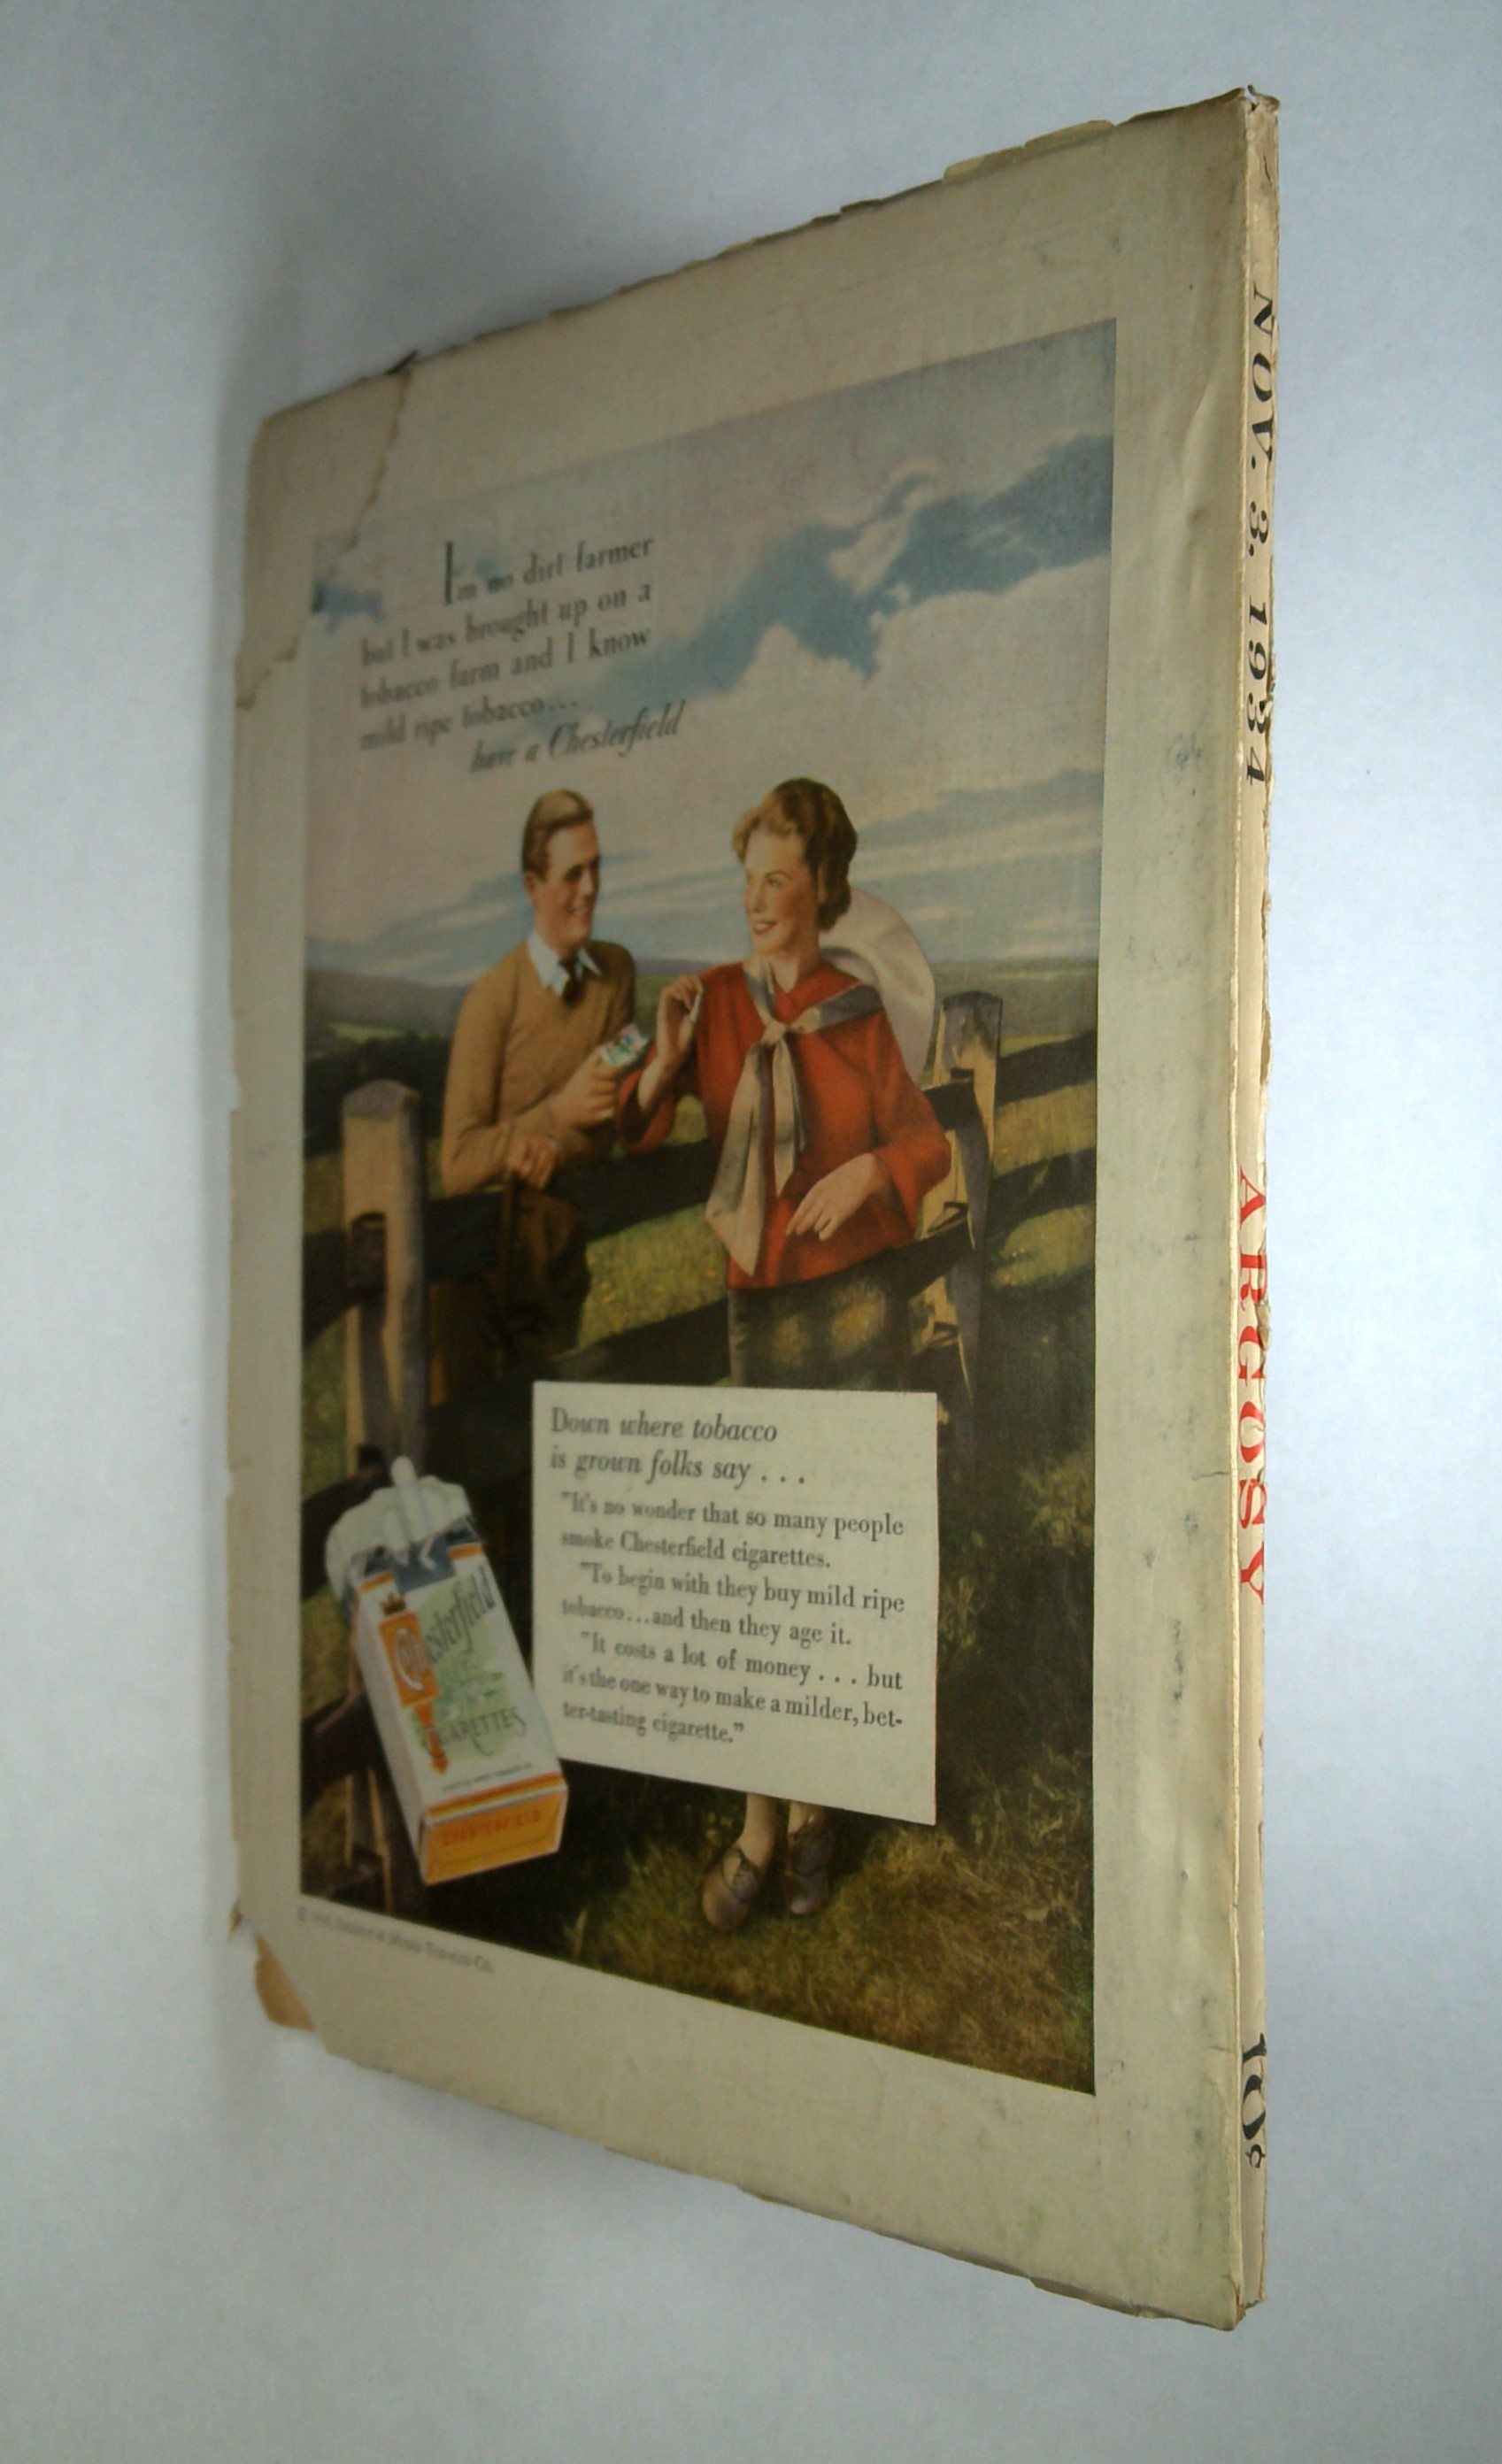 I'm no dirt farmer
but I was brought up on a
tobacco farm and I know
mild ripe tobacco...
have a Chesterfield
Down where tobacco
is grown folks say . . .
"It's no wonder that so many people
smoke Chesterfield cigarettes.
"To begin with they buy mild ripe
tobacco...and then they age it.
"It costs a lot of money . . . but
it's the one way to make a milder, bet-
ter-tasting cigarette."
Chesterfield
CIGARETTES
CHESTERFIELD
Tobacco Co.
NOV. 3, 1934
ARGOSY
10¢